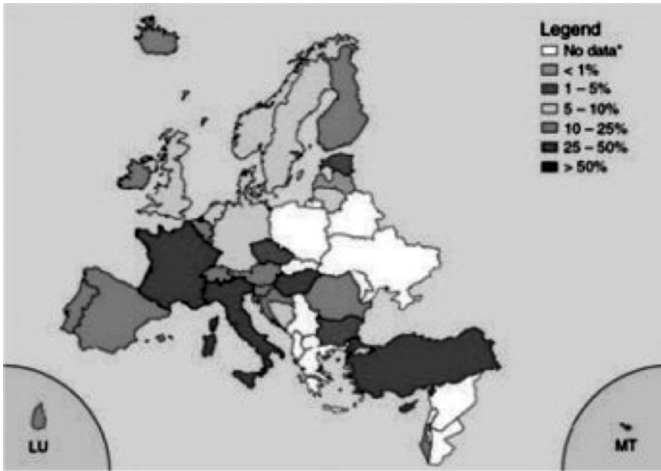 Legend
No data*
< 1%
1 – 5%
5 – 10%
10 – 25%
25 – 50%
> 50%
LU
MT